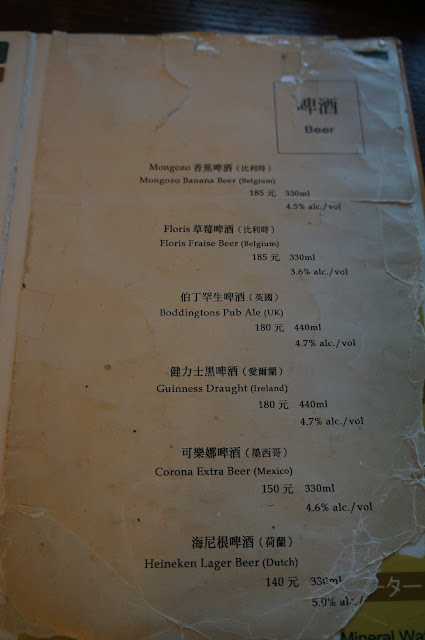 啤酒
Beer
Mongozo 香蕉啤酒（比利時）
Mongozo Banana Beer (Belgium)
185 元 330ml
4.5% alc./vol
Floris 草莓啤酒（比利時）
Floris Fraise Beer (Belgium)
185 元 330ml
3.6% alc./vol
伯丁罕生啤酒（英國）
Boddingtons Pub Ale (UK)
180 元 440ml
4.7% alc./vol
健力士黑啤酒（愛爾蘭）
Guinness Draught (Ireland)
180 元 440ml
4.7% alc./vol
可樂娜啤酒（墨西哥）
Corona Extra Beer (Mexico)
150 元 330ml
4.6% alc./vol
海尼根啤酒（荷蘭）
Heineken Lager Beer (Dutch)
140 元 330ml
5.0% alc./
ーター
Mineral Wa